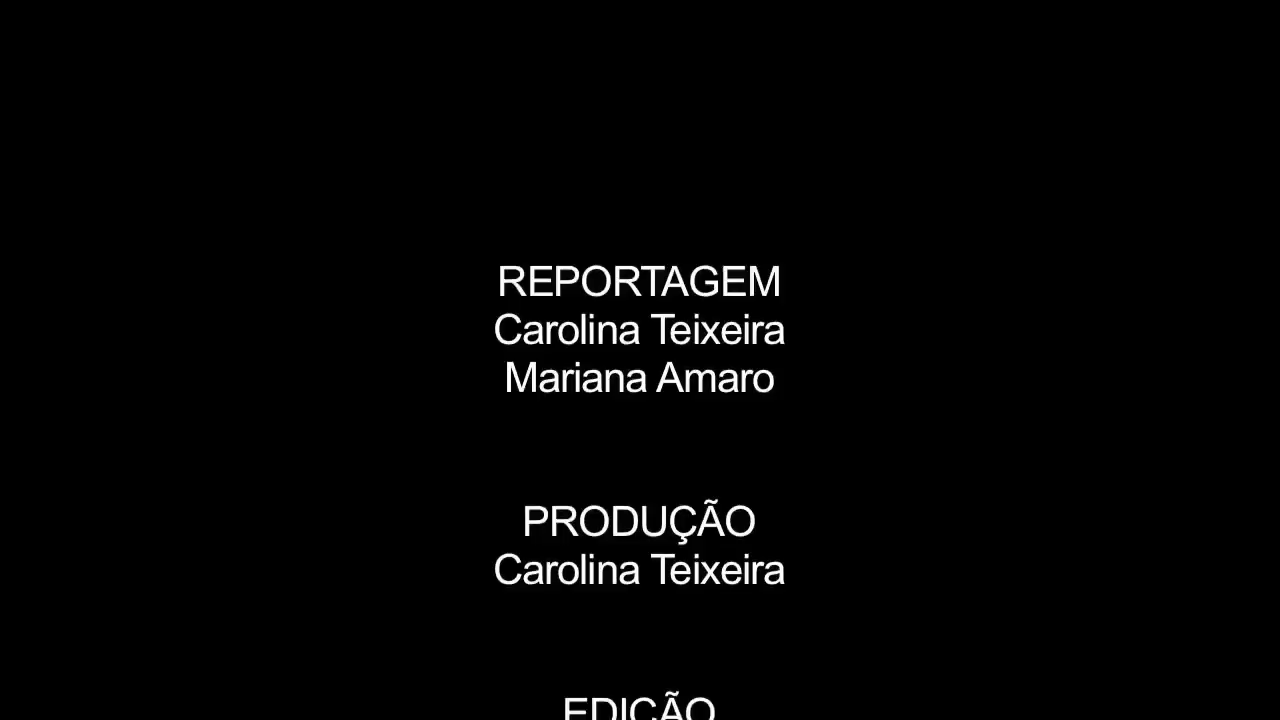 REPORTAGEM
Carolina Teixeira
Mariana Amaro
PRODUÇÃO
Carolina Teixeira
EDIÇÃO